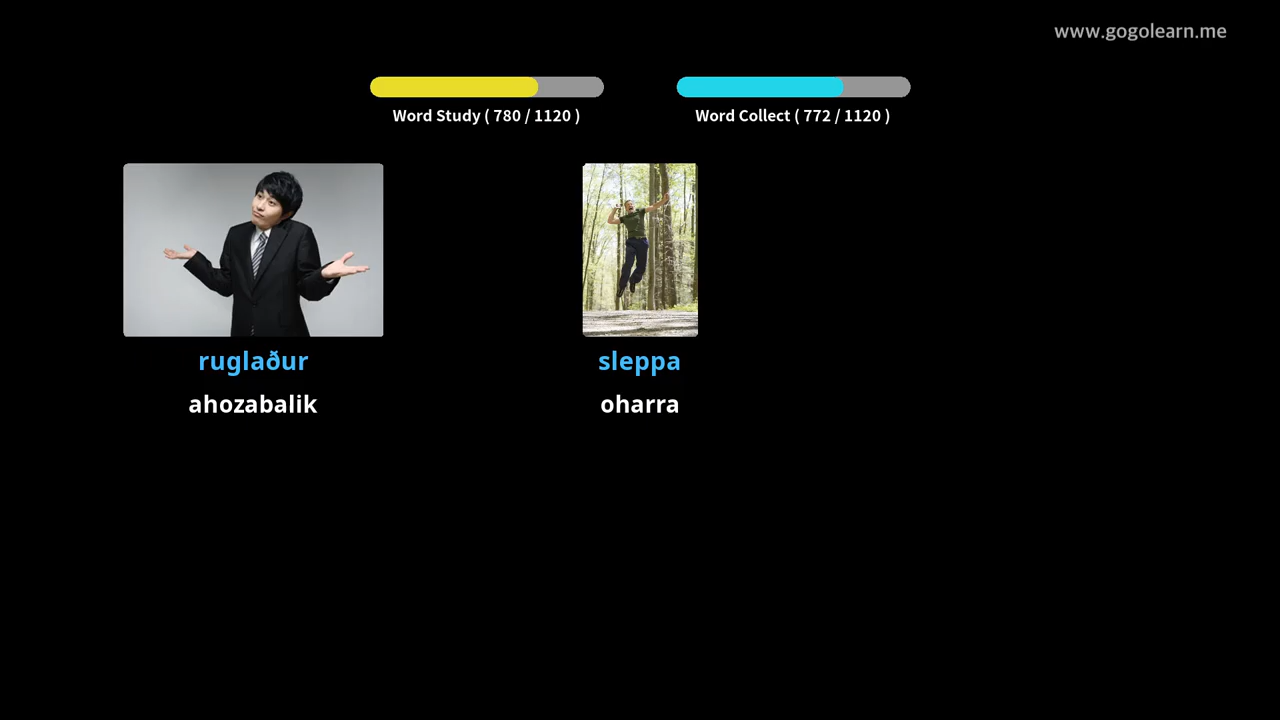 www.gogolearn.me
Word Study ( 780 / 1120 )
Word Collect ( 772 / 1120 )
ruglaður
sleppa
ahozabalik
oharra